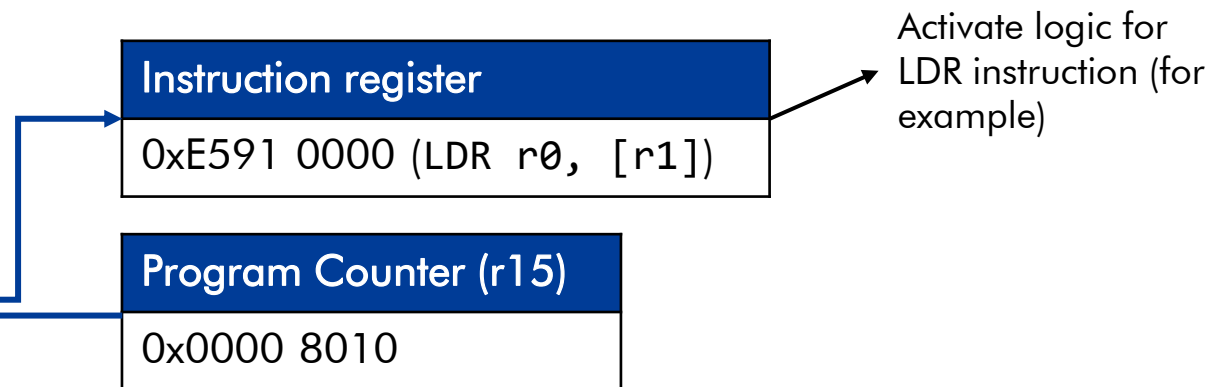 Activate logic for
LDR instruction (for
example)
Instruction register
0xE591 0000 (LDR r0, [r1])
Program Counter (r15)
0x0000 8010